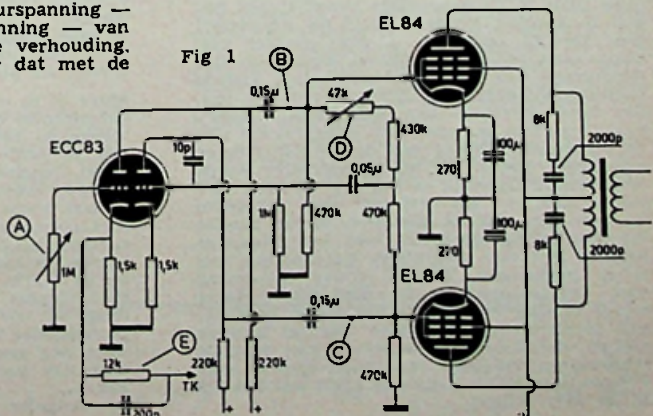 urspanning —
nning — van
e verhouding.
r dat met de
Fig 1
EL84
B
0,15µ
47k
D
430k
8k
2000p
ECC83
10p
270
100µ
0,05µ
A
1M
1M
470k
470k
270
100µ
2000p
1,5k
1,5k
EL84
8k
0,15µ
C
E
12k
TK
220k
220k
470k
200p
+
+